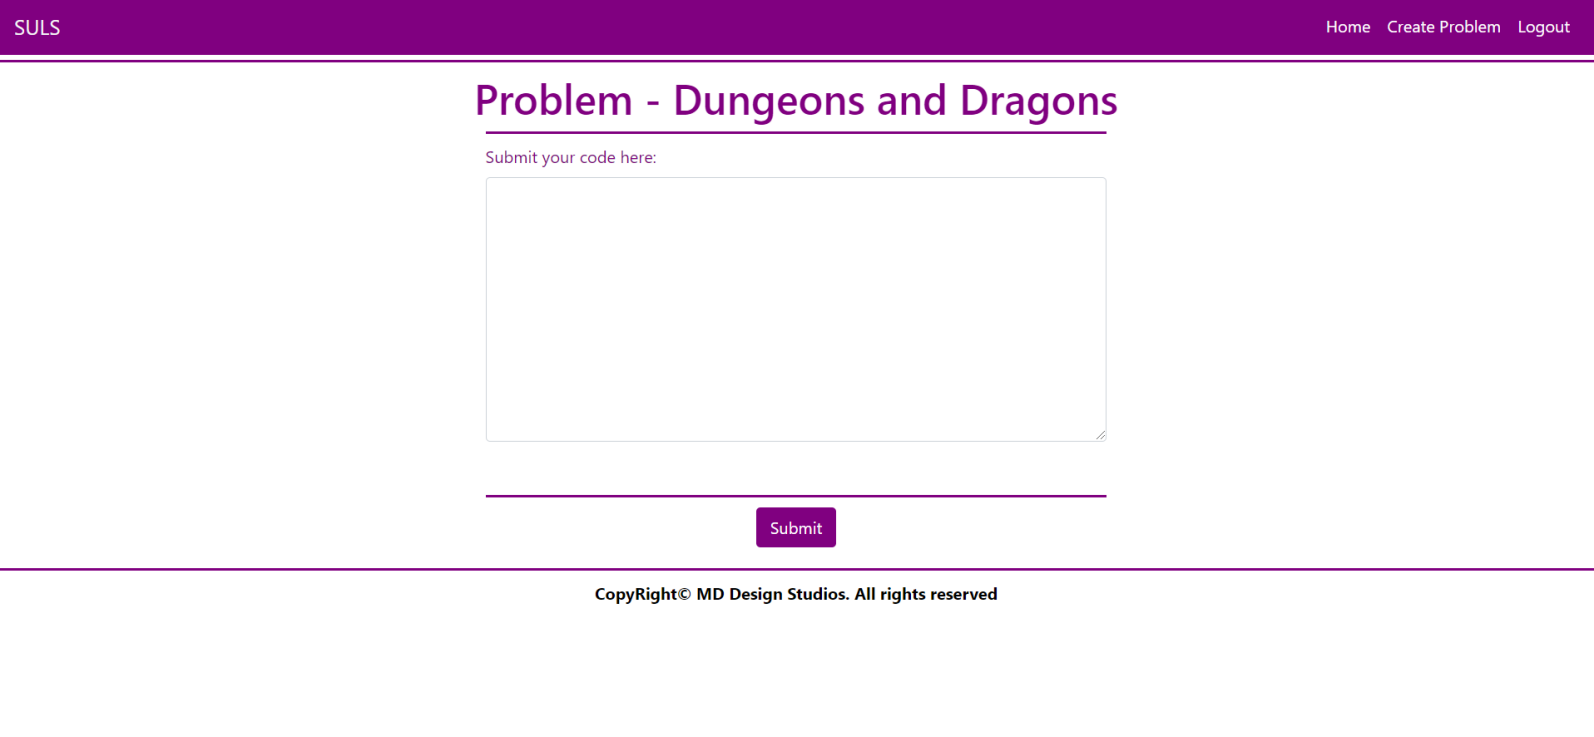 SULS
Home Create Problem Logout
Problem - Dungeons and Dragons
Submit your code here:
Submit
CopyRight© MD Design Studios. All rights reserved